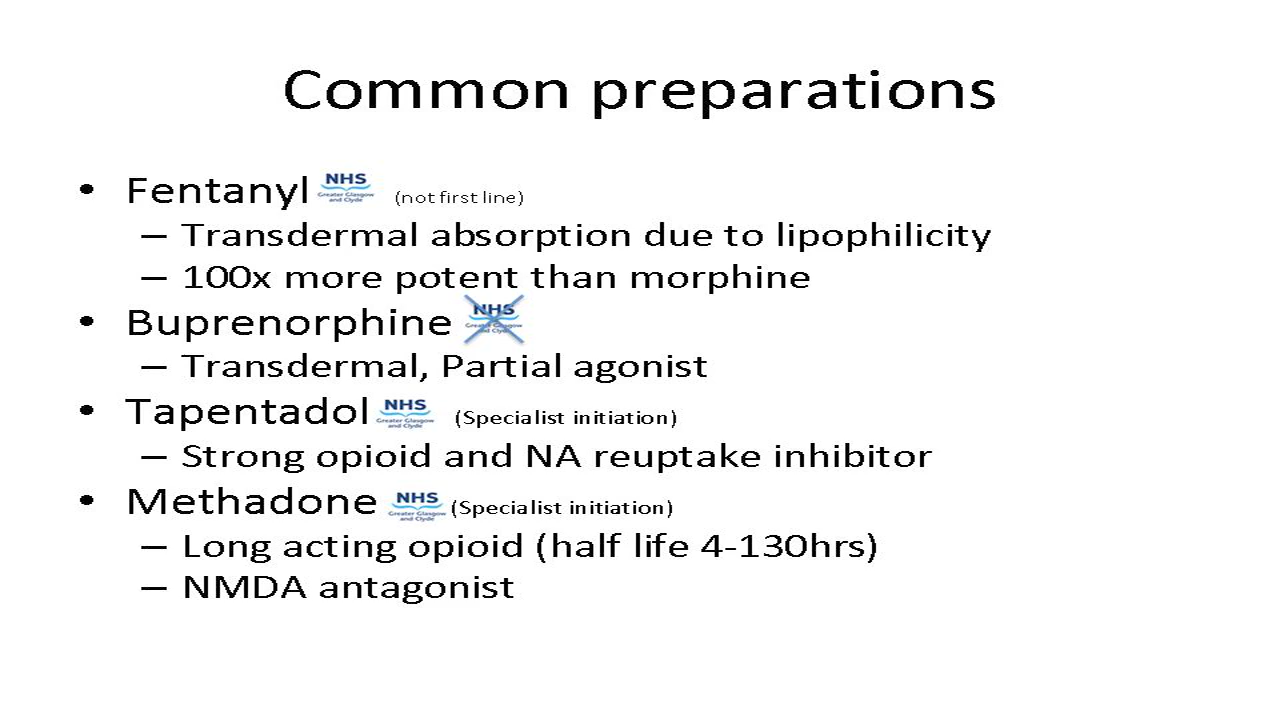 Common preparations
• Fentanyl NHS Greater Glasgow and Clyde (not first line)
– Transdermal absorption due to lipophilicity
– 100x more potent than morphine
• Buprenorphine NHS Greater Glasgow and Clyde
– Transdermal, Partial agonist
• Tapentadol NHS Greater Glasgow and Clyde (Specialist initiation)
– Strong opioid and NA reuptake inhibitor
• Methadone NHS Greater Glasgow and Clyde (Specialist initiation)
– Long acting opioid (half life 4-130hrs)
– NMDA antagonist